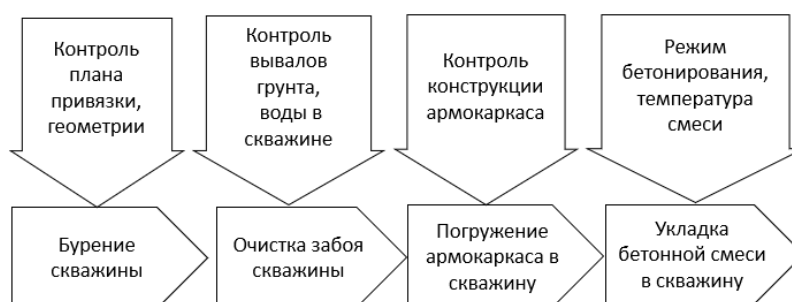 Контроль
плана
привязки,
геометрии
Контроль
вывалов
грунта,
воды в
скважине
Контроль
конструкции
армокаркаса
Режим
бетонирования,
температура
смеси
Бурение
скважины
Очистка забоя
скважины
Погружение
армокаркаса в
скважину
Укладка
бетонной смеси
в скважину